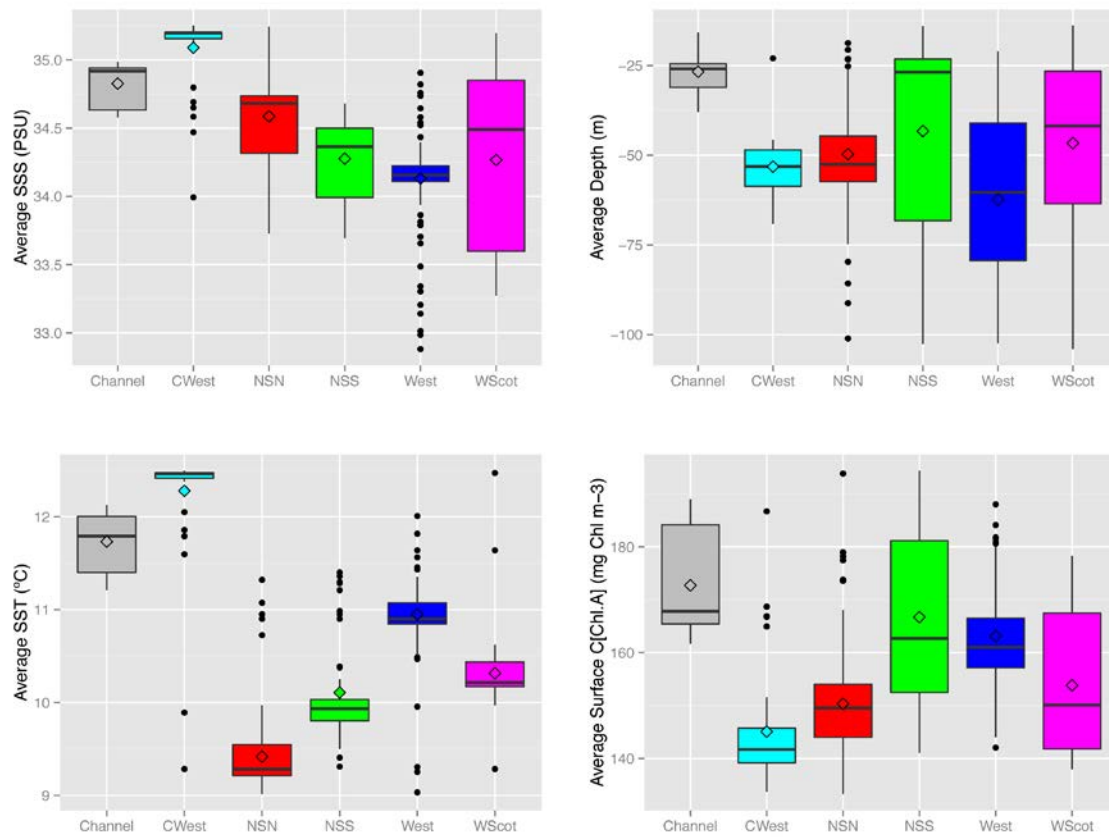 Average SSS (PSU)
35.0
34.5
34.0
33.5
33.0
Channel CWest NSN NSS West WScot
Average Depth (m)
−25
−50
−75
−100
Channel CWest NSN NSS West WScot
Average SST (ºC)
12
11
10
9
Channel CWest NSN NSS West WScot
Average Surface C[Chl.A] (mg Chl m−3)
180
160
140
Channel CWest NSN NSS West WScot